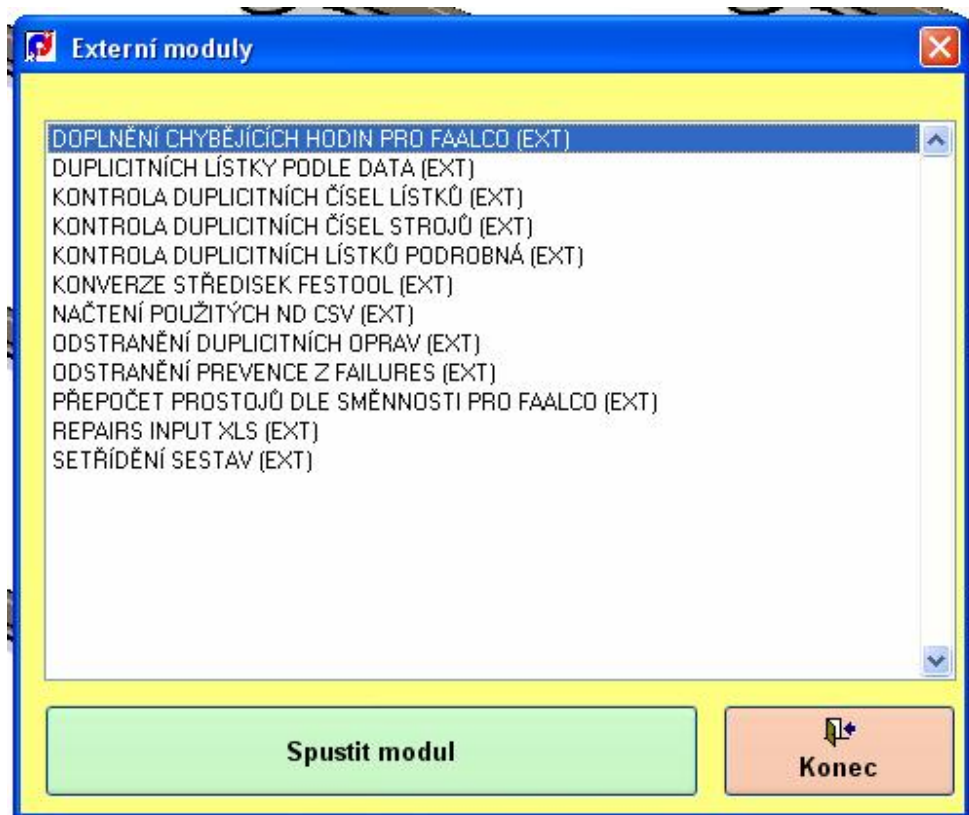 Externí moduly
DOPLNĚNÍ CHYBĚJÍCÍCH HODIN PRO FAALCO (EXT)
DUPLICITNÍCH LÍSTKY PODLE DATA (EXT)
KONTROLA DUPLICITNÍCH ČÍSEL LÍSTKŮ (EXT)
KONTROLA DUPLICITNÍCH ČÍSEL STROJŮ (EXT)
KONTROLA DUPLICITNÍCH LÍSTKŮ PODROBNÁ (EXT)
KONVERZE STŘEDISEK FESTOOL (EXT)
NAČTENÍ POUŽITÝCH ND CSV (EXT)
ODSTRANĚNÍ DUPLICITNÍCH OPRAV (EXT)
ODSTRANĚNÍ PREVENCE Z FAILURES (EXT)
PŘEPOČET PROSTOJŮ DLE SMĚNNOSTI PRO FAALCO (EXT)
REPAIRS INPUT XLS (EXT)
SETŘÍDĚNÍ SESTAV (EXT)
Spustit modul
Konec